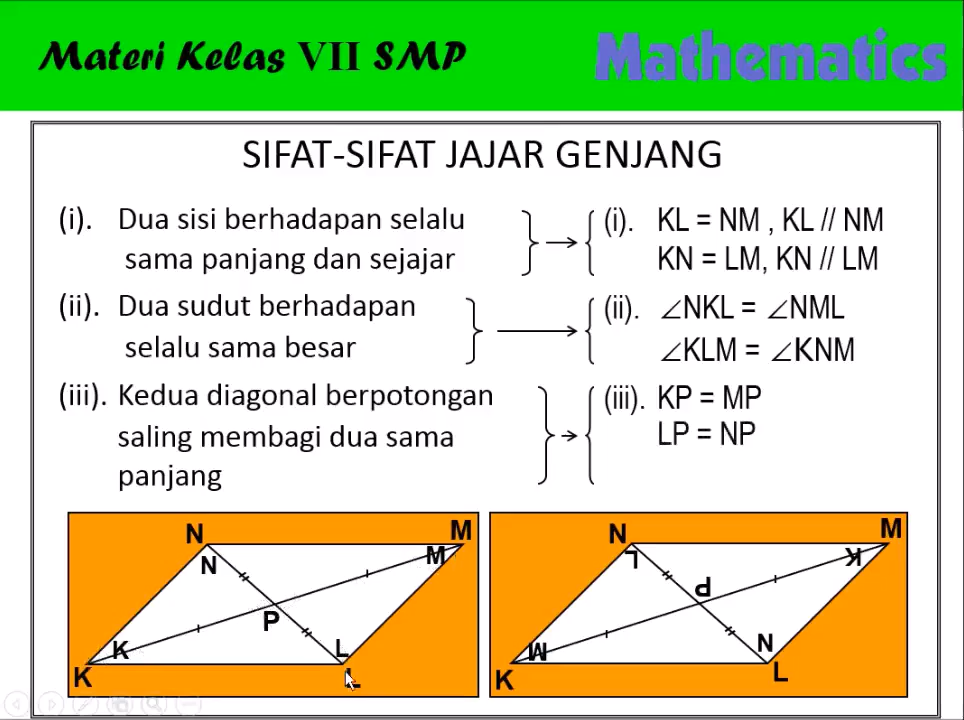 Materi Kelas VII SMP
Mathematics
SIFAT-SIFAT JAJAR GENJANG
(i). Dua sisi berhadapan selalu
sama panjang dan sejajar
(i). KL = NM , KL // NM
KN = LM, KN // LM
(ii). Dua sudut berhadapan
selalu sama besar
(ii). ∠NKL = ∠NML
∠KLM = ∠KNM
(iii). Kedua diagonal berpotongan
saling membagi dua sama
panjang
(iii). KP = MP
LP = NP
N
M
N
M
P
K
L
K
L
N
M
L
K
P
M
N
K
L